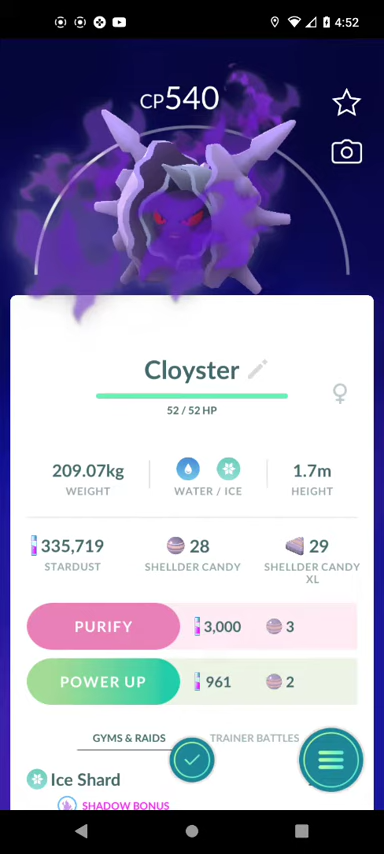 4:52
CP540
Cloyster
52 / 52 HP
209.07kg
WEIGHT
WATER / ICE
1.7m
HEIGHT
335,719
STARDUST
28
SHELLDER CANDY
29
SHELLDER CANDY
XL
PURIFY
3,000
3
POWER UP
961
2
GYMS & RAIDS
TRAINER BATTLES
Ice Shard
SHADOW BONUS